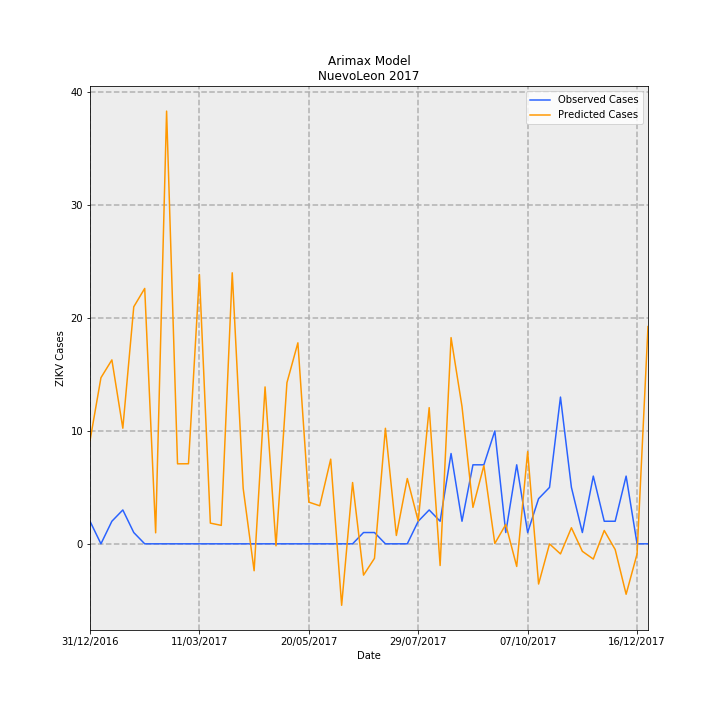 Arimax Model
NuevoLeon 2017
Observed Cases
Predicted Cases
40
30
20
10
0
ZIKV Cases
31/12/2016 11/03/2017 20/05/2017 29/07/2017 07/10/2017 16/12/2017
Date